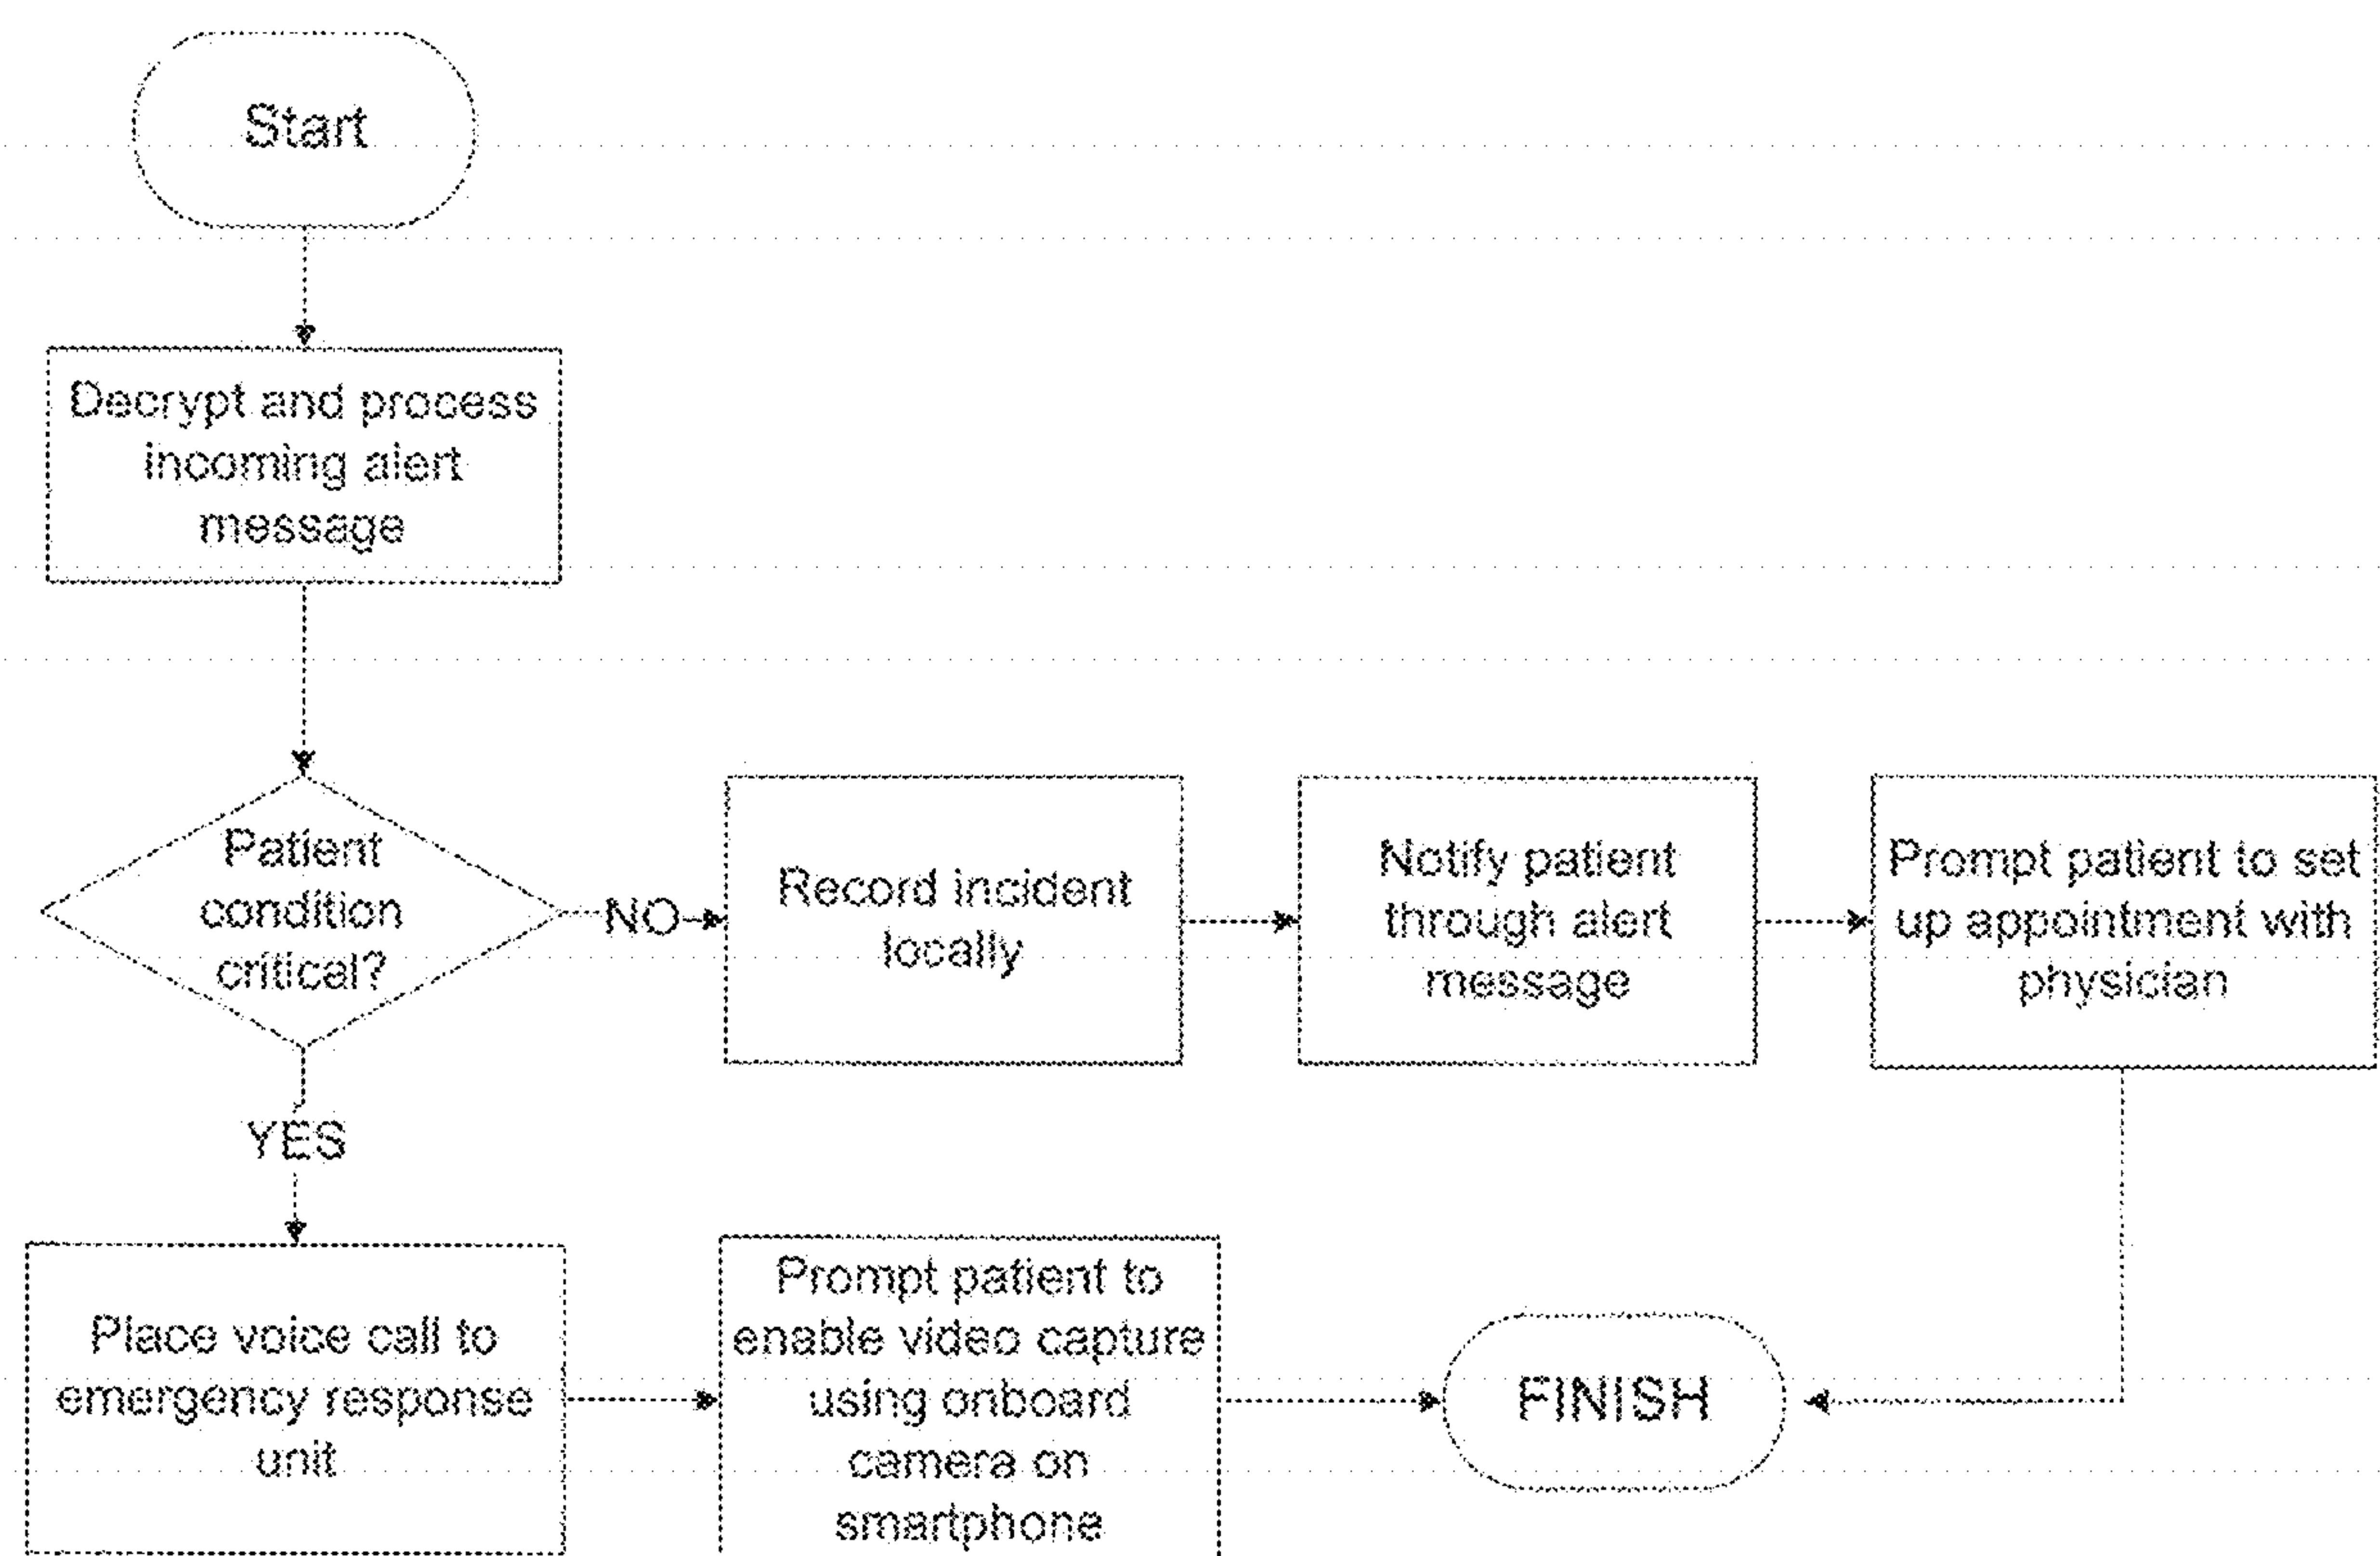 Start
Decrypt and process
incoming alert
message
Patient
condition
critical?
NO
Record incident
locally
Notify patient
through alert
message
Prompt patient to set
up appointment with
physician
YES
Place voice call to
emergency response
unit
Prompt patient to
enable video capture
using onboard
camera on
smartphone
FINISH